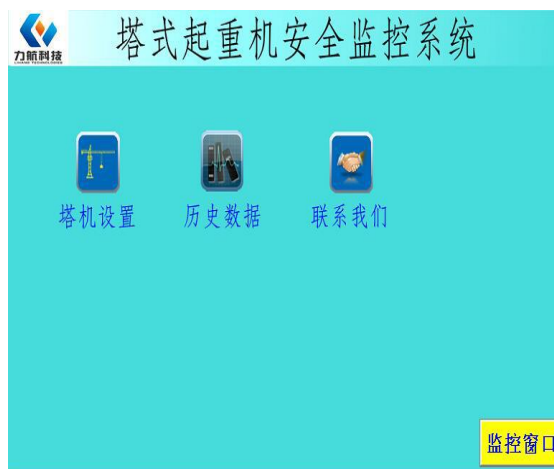 力航科技
塔式起重机安全监控系统
塔机设置
历史数据
联系我们
监控窗口